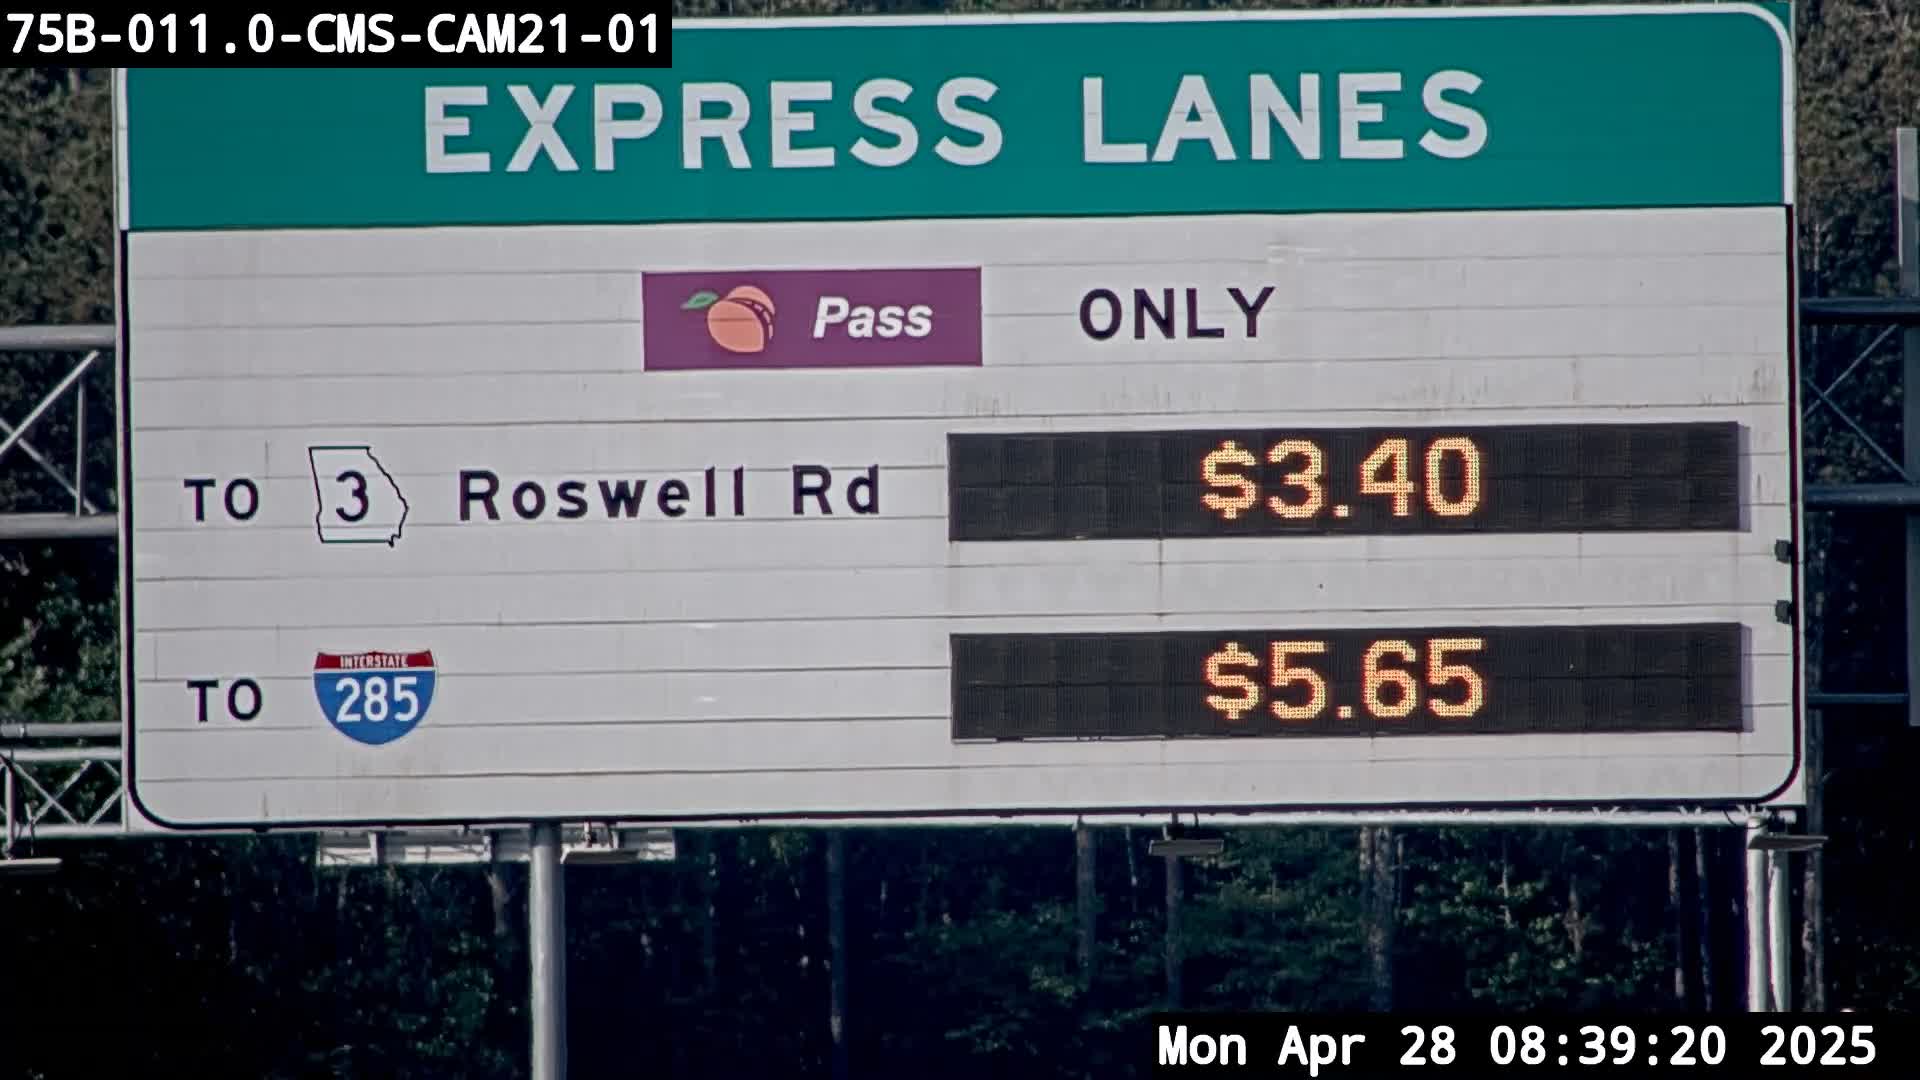 75B-011.0-CMS-CAM21-01
EXPRESS LANES
Pass ONLY
TO 3 Roswell Rd $3.40
TO INTERSTATE 285 $5.65
Mon Apr 28 08:39:20 2025